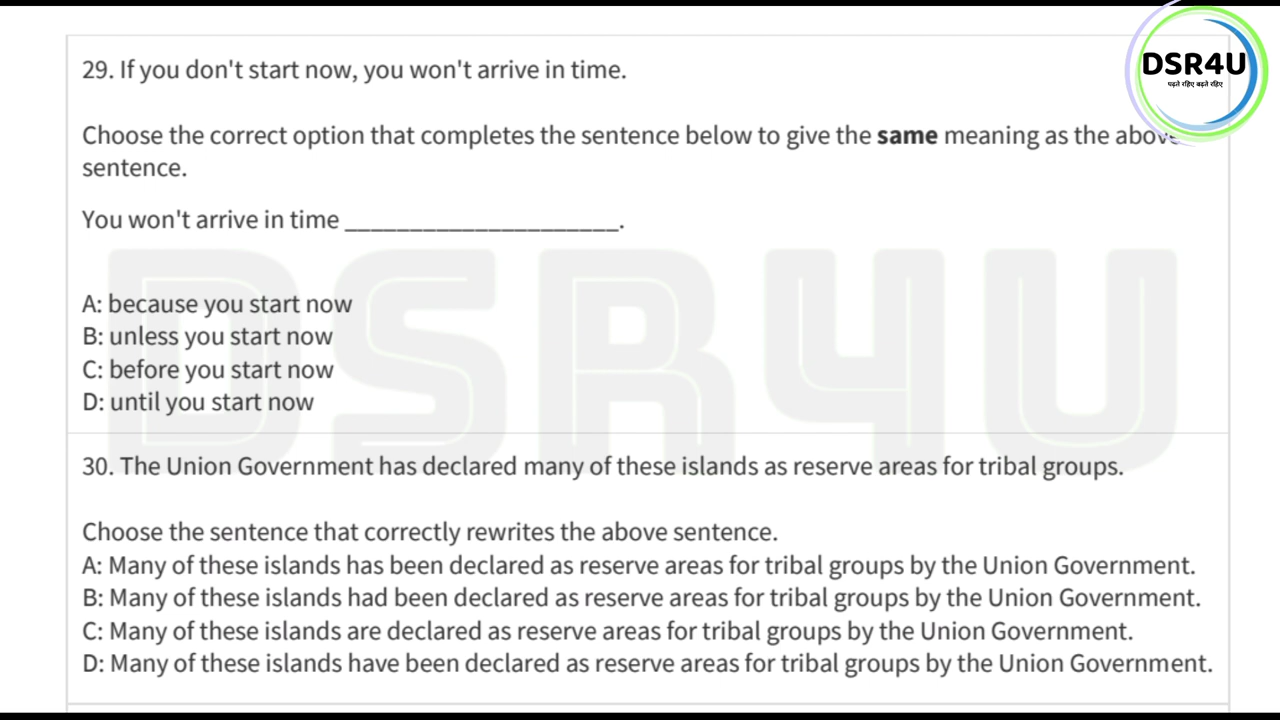 DSR4U
पढ़ते रहिए बढ़ते रहिए
29. If you don't start now, you won't arrive in time.
Choose the correct option that completes the sentence below to give the same meaning as the above
sentence.
You won't arrive in time _____________________.
A: because you start now
B: unless you start now
C: before you start now
D: until you start now
DSR4U
30. The Union Government has declared many of these islands as reserve areas for tribal groups.
Choose the sentence that correctly rewrites the above sentence.
A: Many of these islands has been declared as reserve areas for tribal groups by the Union Government.
B: Many of these islands had been declared as reserve areas for tribal groups by the Union Government.
C: Many of these islands are declared as reserve areas for tribal groups by the Union Government.
D: Many of these islands have been declared as reserve areas for tribal groups by the Union Government.